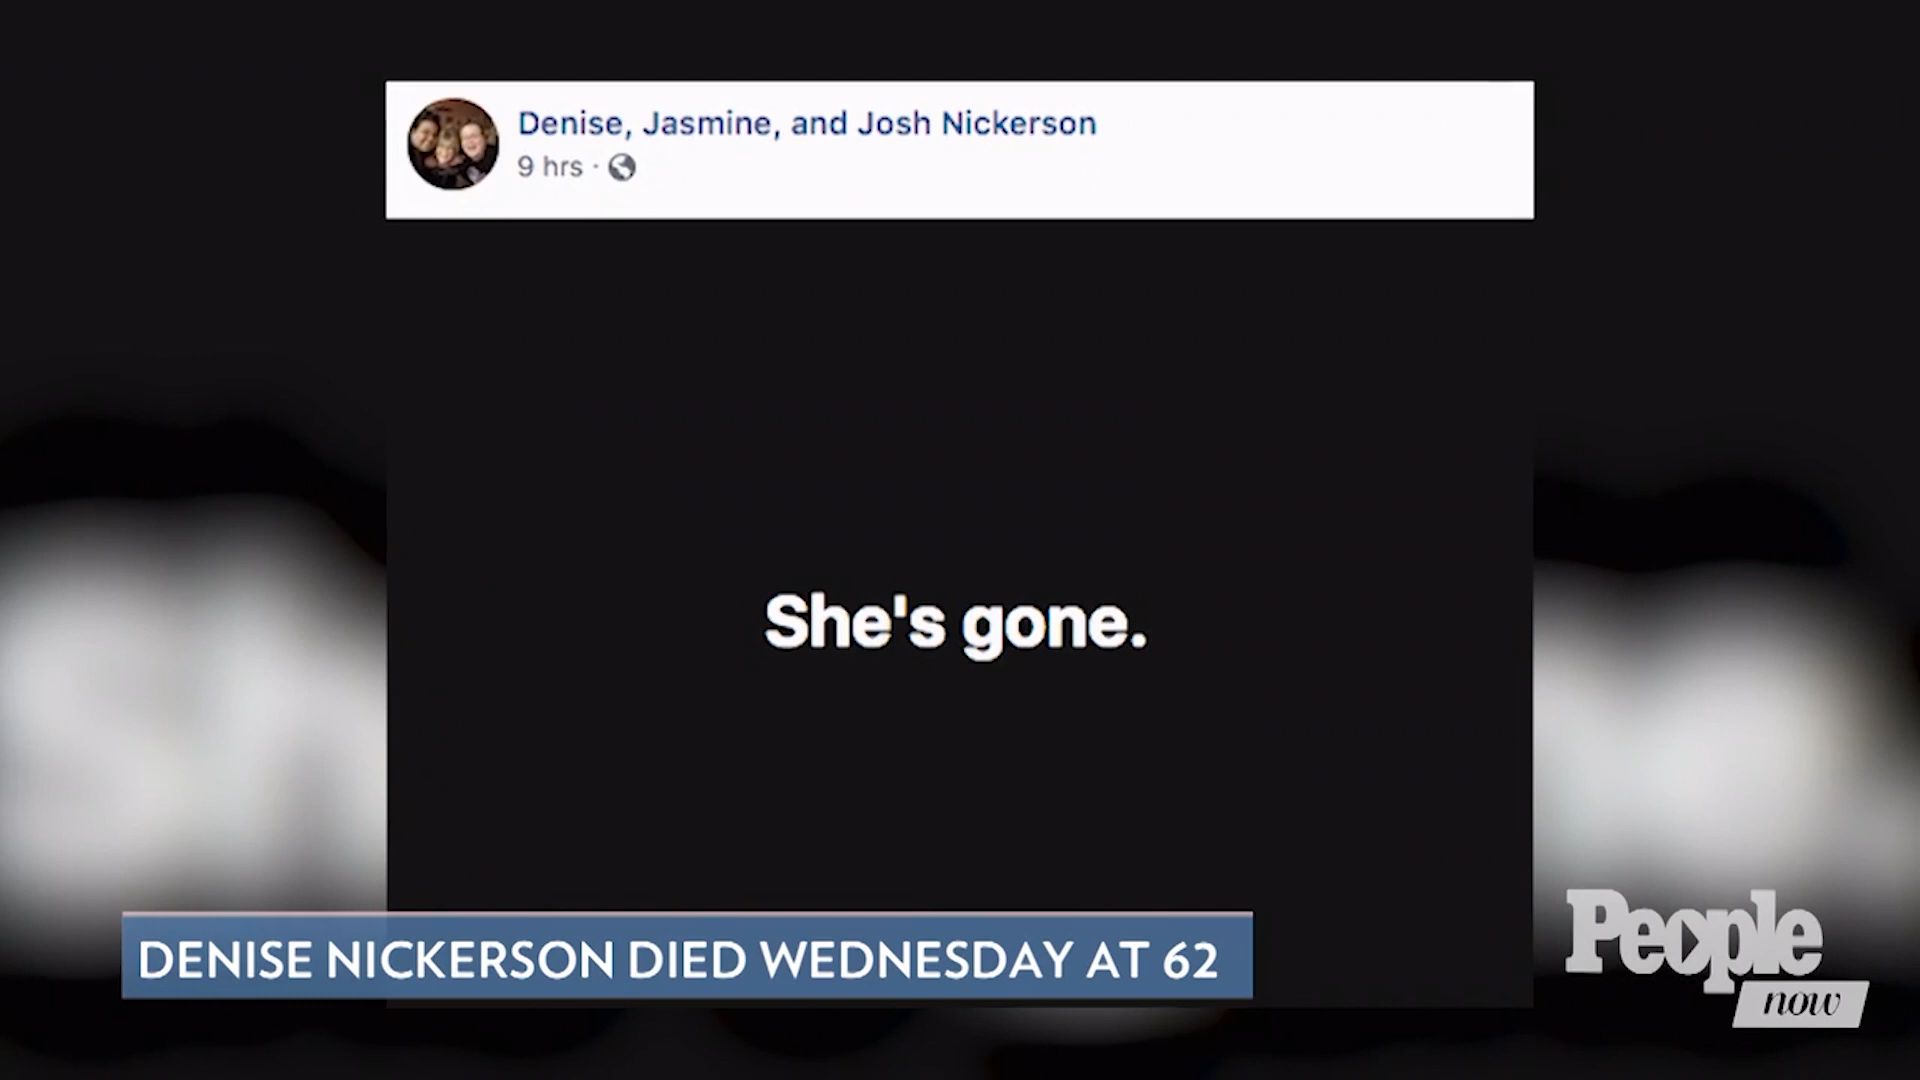 Denise, Jasmine, and Josh Nickerson
9 hrs ·
She's gone.
DENISE NICKERSON DIED WEDNESDAY AT 62
People
now